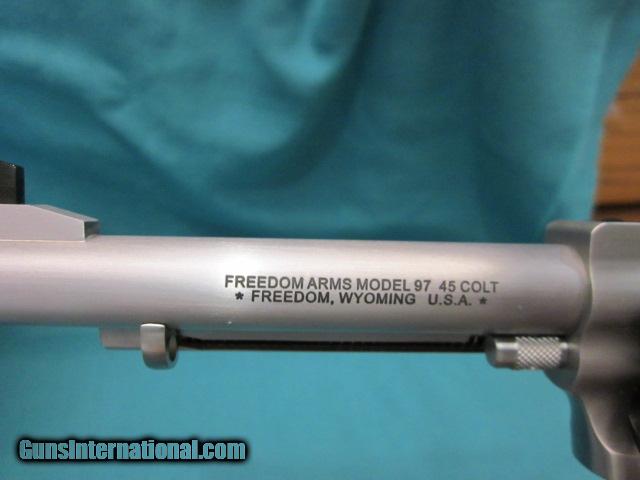 FREEDOM ARMS MODEL 97 45 COLT
* FREEDOM, WYOMING U.S.A. *
GunsInternational.com